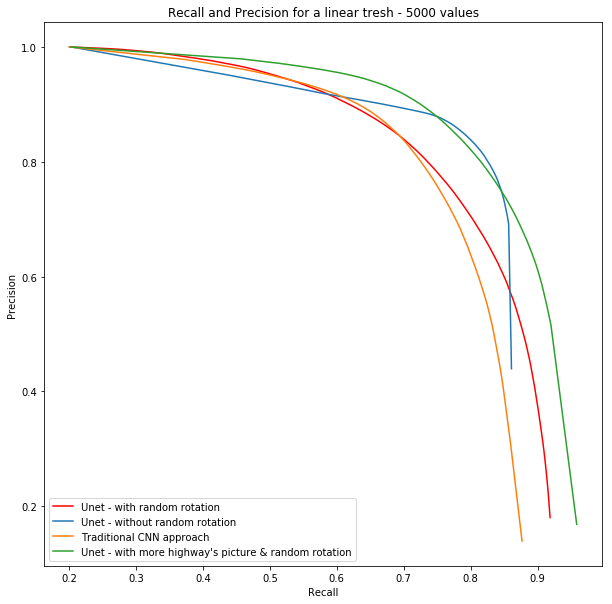 Recall and Precision for a linear tresh - 5000 values
Precision
1.0
0.8
0.6
0.4
0.2
Unet - with random rotation
Unet - without random rotation
Traditional CNN approach
Unet - with more highway's picture & random rotation
0.2 0.3 0.4 0.5 0.6 0.7 0.8 0.9
Recall